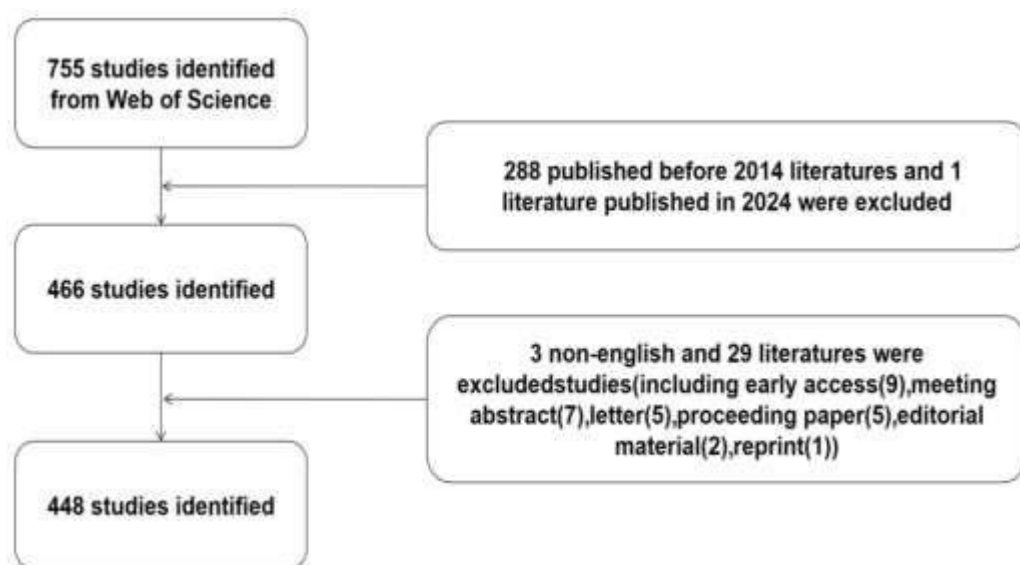 755 studies identified
from Web of Science
288 published before 2014 literatures and 1
literature published in 2024 were excluded
466 studies identified
3 non-english and 29 literatures were
excludedstudies(including early access(9),meeting
abstract(7),letter(5),proceeding paper(5),editorial
material(2),reprint(1))
448 studies identified